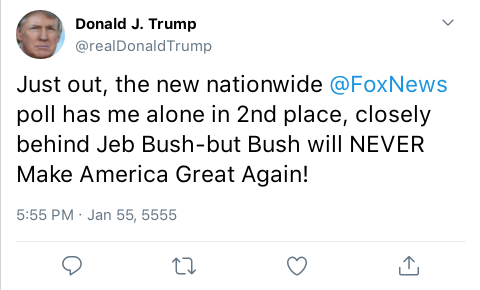 Donald J. Trump
@realDonaldTrump
Just out, the new nationwide @FoxNews
poll has me alone in 2nd place, closely
behind Jeb Bush-but Bush will NEVER
Make America Great Again!
5:55 PM · Jan 55, 5555